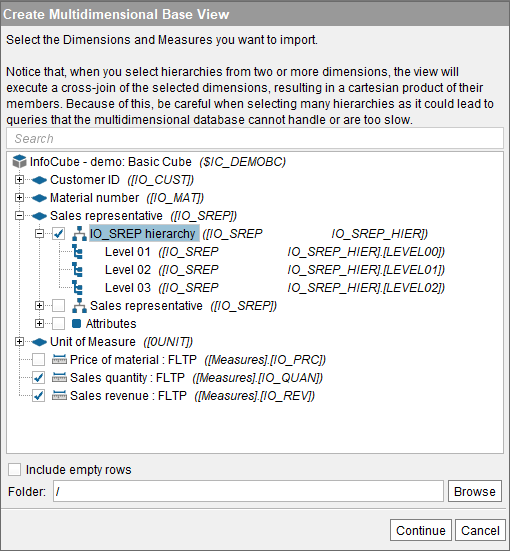 Create Multidimensional Base View
Select the Dimensions and Measures you want to import.
Notice that, when you select hierarchies from two or more dimensions, the view will
execute a cross-join of the selected dimensions, resulting in a cartesian product of their
members. Because of this, be careful when selecting many hierarchies as it could lead to
queries that the multidimensional database cannot handle or are too slow.
Search
InfoCube - demo: Basic Cube ($IC_DEMOBC)
Customer ID ([IO_CUST])
Material number ([IO_MAT])
Sales representative ([IO_SREP])
IO_SREP hierarchy ([IO_SREP IO_SREP_HIER])
Level 01 ([IO_SREP IO_SREP_HIER].[LEVEL00])
Level 02 ([IO_SREP IO_SREP_HIER].[LEVEL01])
Level 03 ([IO_SREP IO_SREP_HIER].[LEVEL02])
Sales representative ([IO_SREP])
Attributes
Unit of Measure ([0UNIT])
Price of material : FLTP ([Measures].[IO_PRC])
Sales quantity : FLTP ([Measures].[IO_QUAN])
Sales revenue : FLTP ([Measures].[IO_REV])
Include empty rows
Folder: / Browse
Continue Cancel